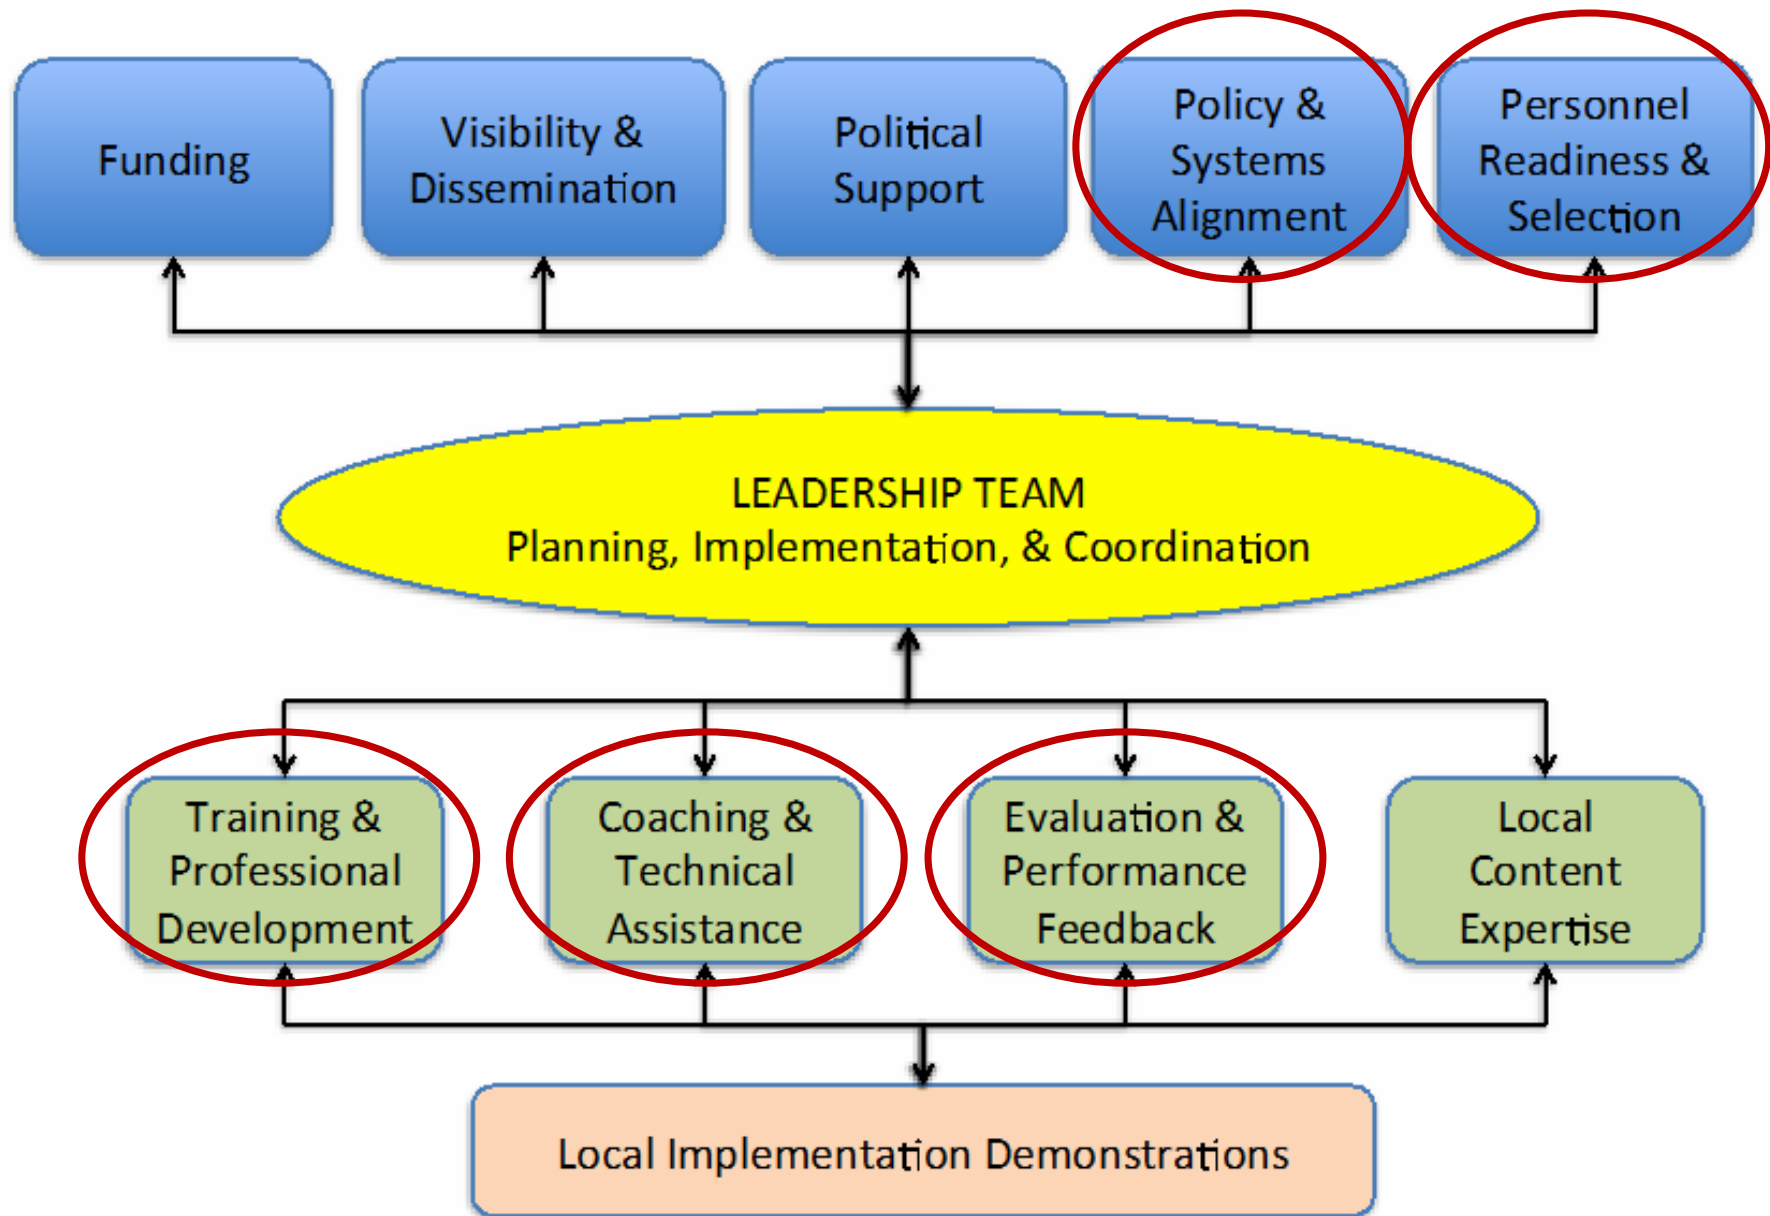 Funding
Visibility &
Dissemination
Political
Support
Policy &
Systems
Alignment
Personnel
Readiness &
Selection
LEADERSHIP TEAM
Planning, Implementation, & Coordination
Training &
Professional
Development
Coaching &
Technical
Assistance
Evaluation &
Performance
Feedback
Local
Content
Expertise
Local Implementation Demonstrations